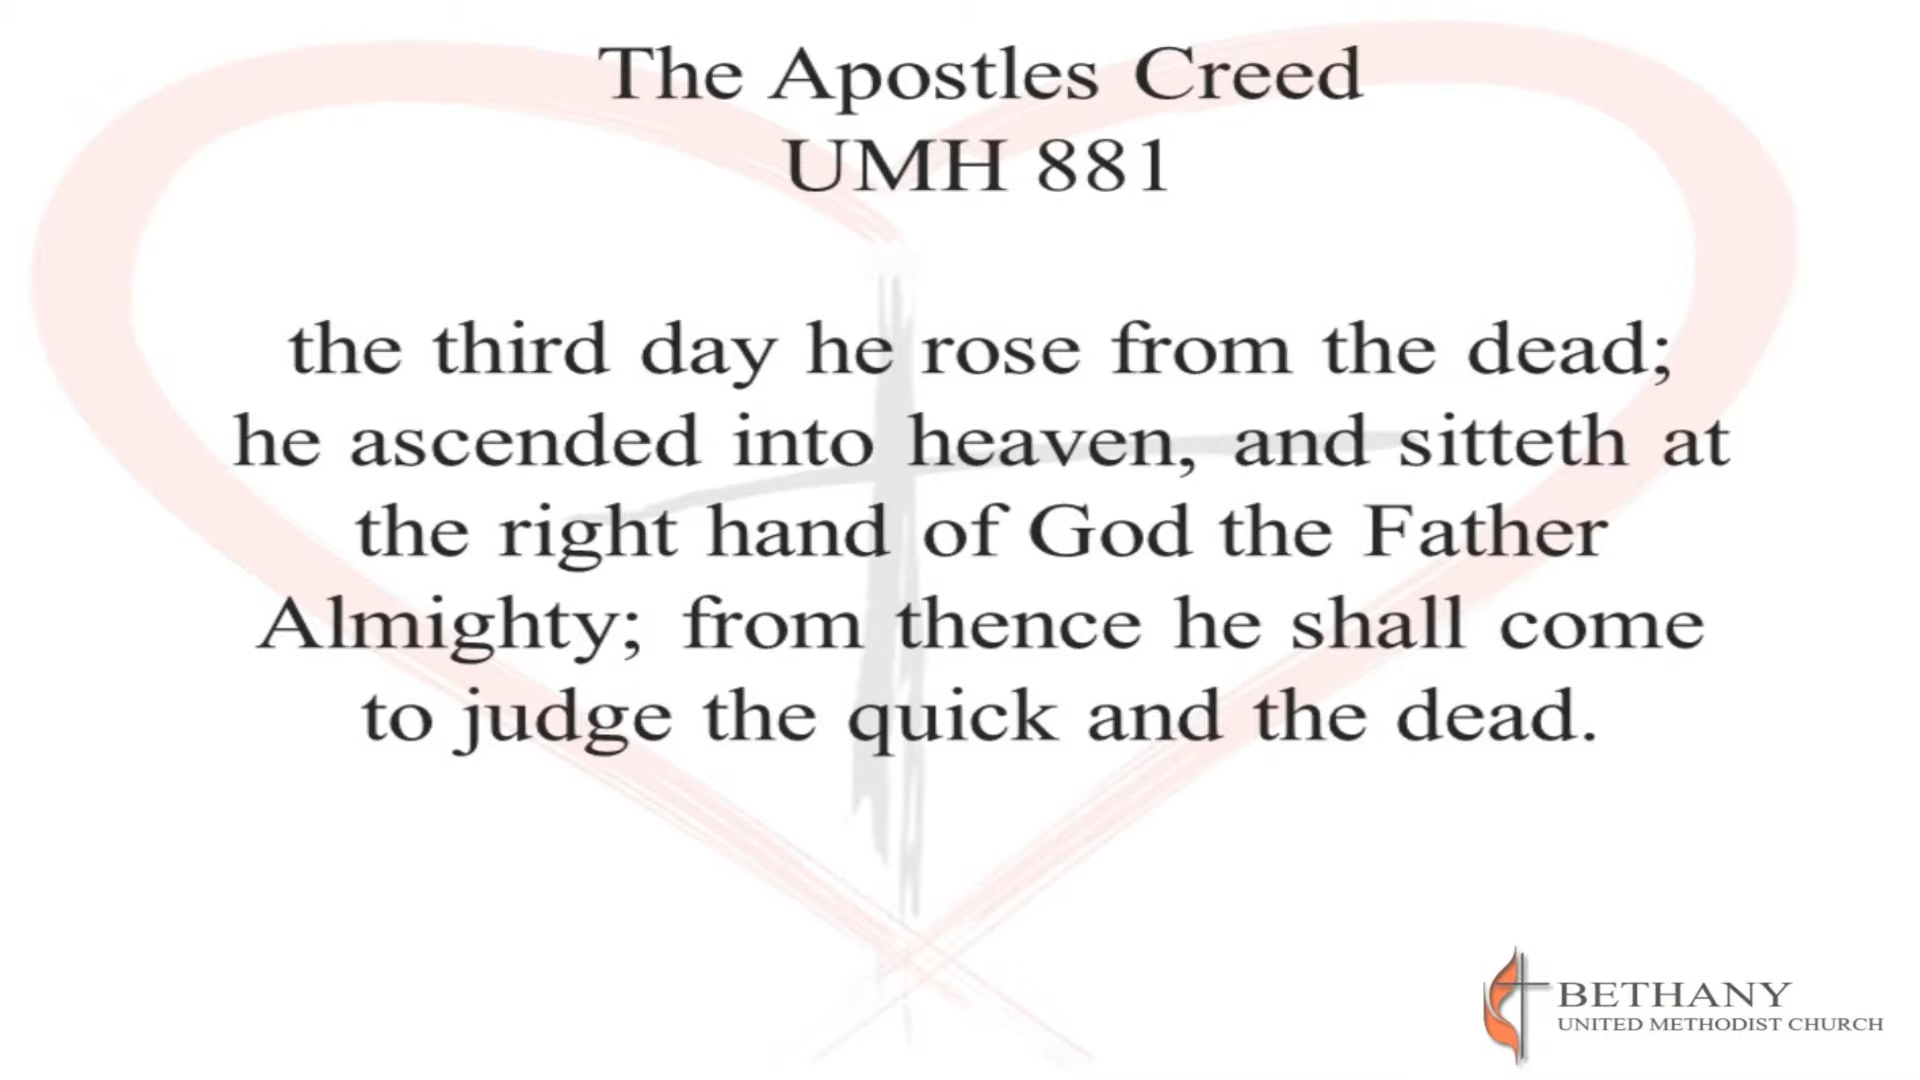 The Apostles Creed
UMH 881
the third day he rose from the dead;
he ascended into heaven, and sitteth at
the right hand of God the Father
Almighty; from thence he shall come
to judge the quick and the dead.
BETHANY
UNITED METHODIST CHURCH